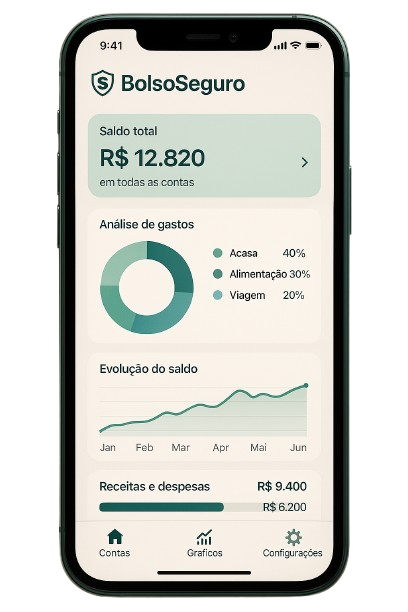 9:41
BolsoSeguro
Saldo total
R$ 12.820
em todas as contas
Análise de gastos
Acasa 40%
Alimentação 30%
Viagem 20%
Evolução do saldo
Jan Feb Mar Apr Mai Jun
Receitas e despesas R$ 9.400
R$ 6.200
Contas Graficos Configurações